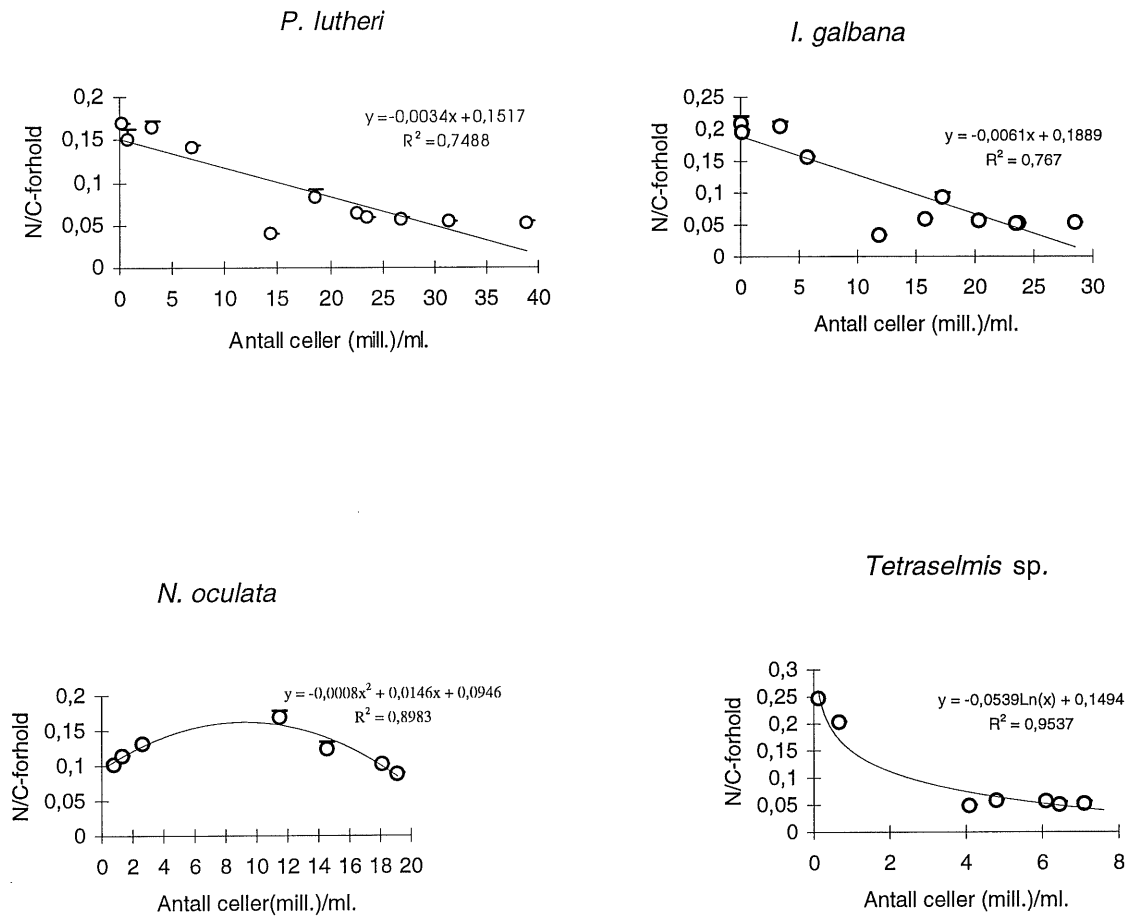 P. lutheri
y =-0,0034x + 0,1517
R² = 0,7488
N/C-forhold
0,2
0,15
0,1
0,05
0
0 5 10 15 20 25 30 35 40
Antall celler (mill.)/ml.
I. galbana
y = -0,0061x + 0,1889
R² = 0,767
N/C-forhold
0,25
0,2
0,15
0,1
0,05
0
0 5 10 15 20 25 30
Antall celler (mill.)/ml.
N. oculata
y = -0,0008x² + 0,0146x + 0,0946
R² = 0,8983
N/C-forhold
0,2
0,15
0,1
0,05
0
0 2 4 6 8 10 12 14 16 18 20
Antall celler(mill.)/ml.
Tetraselmis sp.
y = -0,0539Ln(x) + 0,1494
R² = 0,9537
N/C-forhold
0,3
0,25
0,2
0,15
0,1
0,05
0
0 2 4 6 8
Antall celler (mill.)/ml.